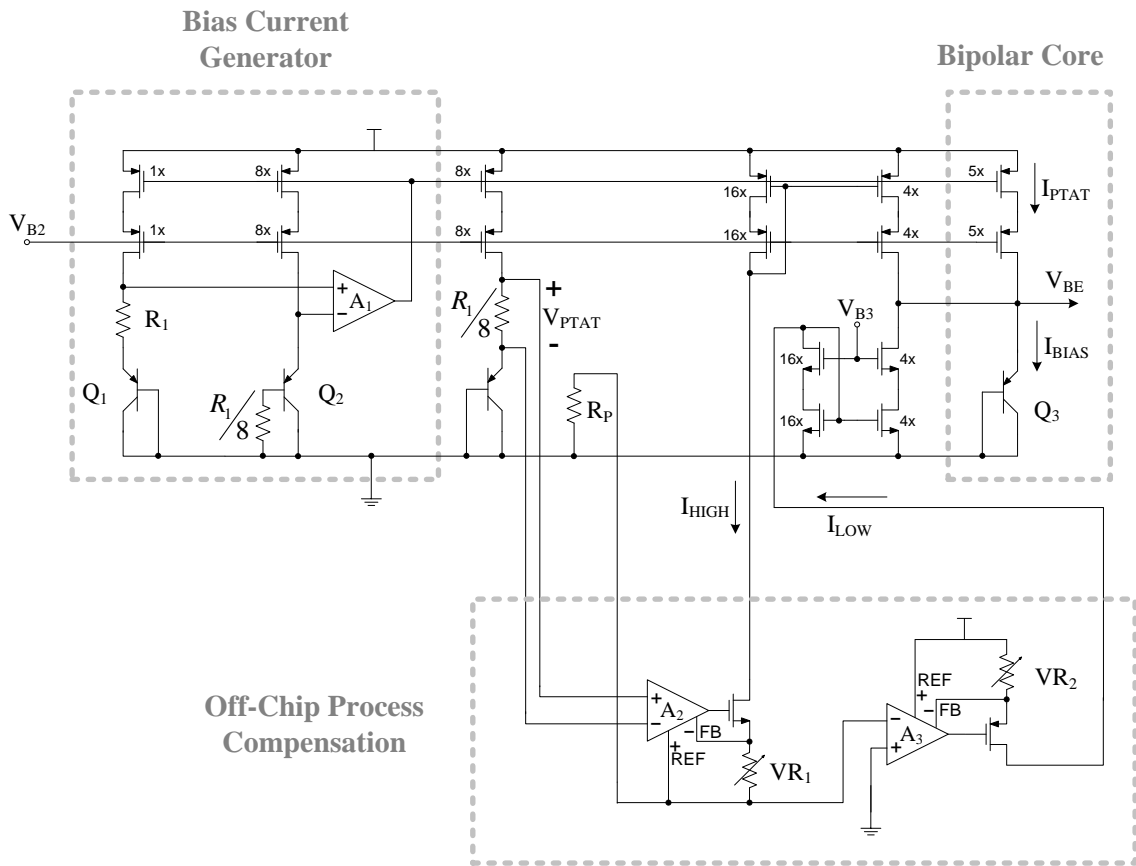 Bias Current
Generator
Bipolar Core
1x
8x
8x
16x
4x
5x
I_PTAT
V_B2
1x
8x
8x
16x
4x
5x
V_BE
+
A_1
−
R_1
R_1/8
+
V_PTAT
-
V_B3
I_BIAS
16x
4x
Q_1
R_1/8
Q_2
R_P
16x
4x
Q_3
I_HIGH
I_LOW
Off-Chip Process
Compensation
+
A_2
−
− FB
+
REF
VR_1
REF
+
− FB
VR_2
−
A_3
+